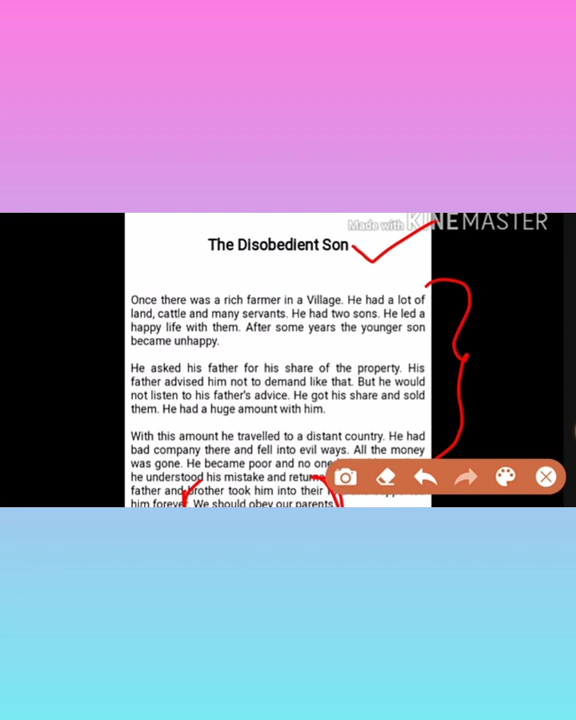 Made with KINEMASTER
The Disobedient Son
Once there was a rich farmer in a Village. He had a lot of
land, cattle and many servants. He had two sons. He led a
happy life with them. After some years the younger son
became unhappy.
He asked his father for his share of the property. His
father advised him not to demand like that. But he would
not listen to his father's advice. He got his share and sold
them. He had a huge amount with him.
With this amount he travelled to a distant country. He had
bad company there and fell into evil ways. All the money
was gone. He became poor and no one
he understood his mistake and
father and brother took him into their
him forever. We should obey our parents